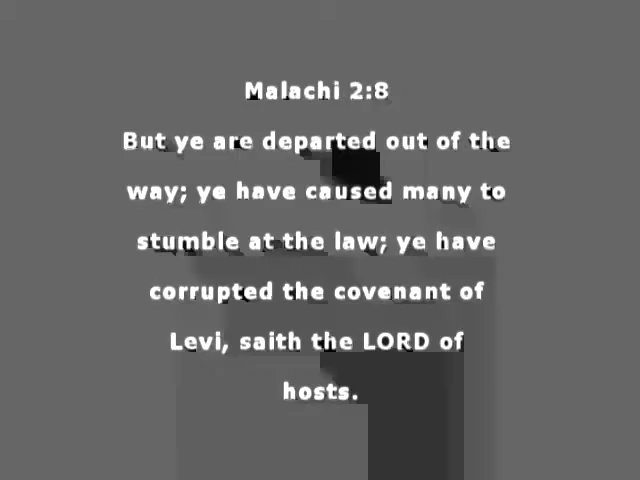 Malachi 2:8
But ye are departed out of the
way; ye have caused many to
stumble at the law; ye have
corrupted the covenant of
Levi, saith the LORD of
hosts.